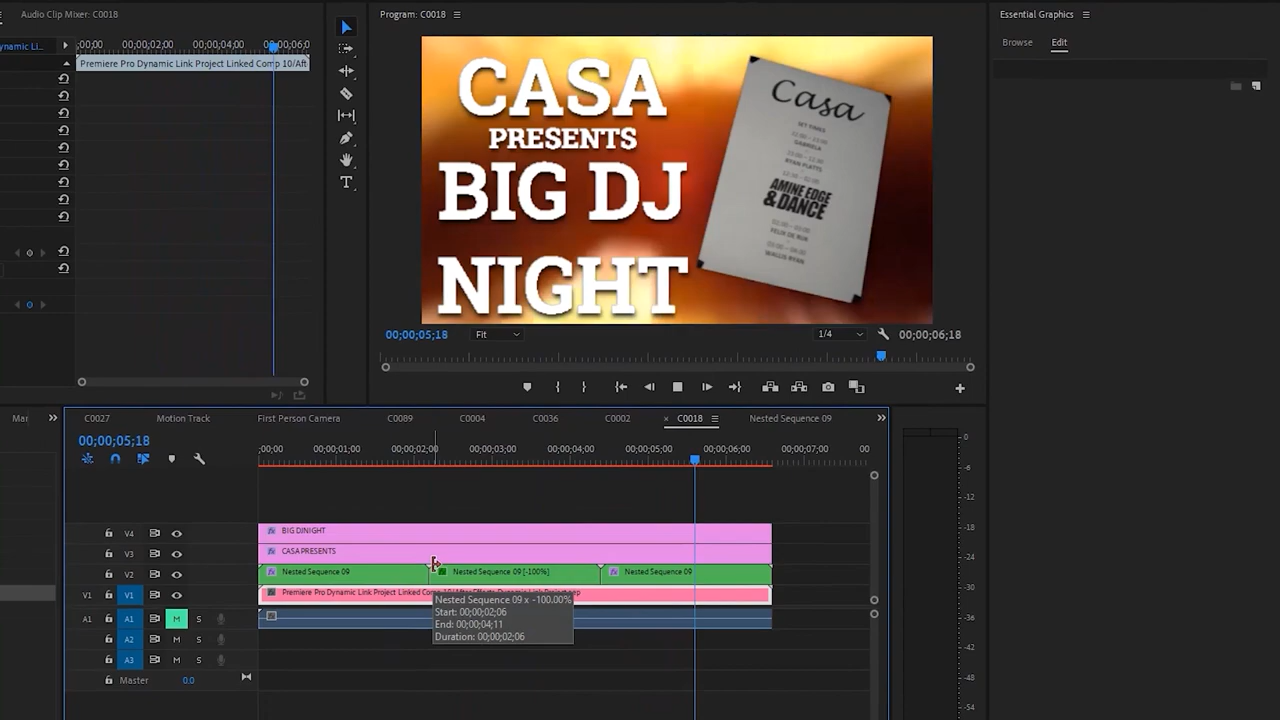 Audio Clip Mixer: C0018
Program: C0018
Essential Graphics
Browse
Edit
;00;00
00;00;02;00
00;00;04;00
00;00;06;0
Premiere Pro Dynamic Link Project Linked Comp 10/Aft
CASA
PRESENTS
BIG DJ
NIGHT
Casa
SET TIMES
GABRIELA
RYAN PLATTS
AMINE EDGE
& DANCE
00;00;05;18
Fit
1/4
00;00;06;18
C0027
Motion Track
First Person Camera
C0089
C0004
C0036
C0002
× C0018
Nested Sequence 09
00;00;05;18
;00;00
00;00;01;00
00;00;02;00
00;00;03;00
00;00;04;00
00;00;05;00
00;00;06;00
00;00;07;00
00
V4
BIG DJNIGHT
V3
CASA PRESENTS
V2
Nested Sequence 09
Nested Sequence 09 [-100%]
Nested Sequence 09
V1
V1
Premiere Pro Dynamic Link Project Linked
Nested Sequence 09 x -100.00%
Start: 00;00;02;06
End: 00;00;04;11
Duration: 00;00;02;06
A1
A1
M
S
A2
M
S
A3
M
S
Master
0.0
0
-6
-12
-18
-24
-30
-36
-42
-48
-54